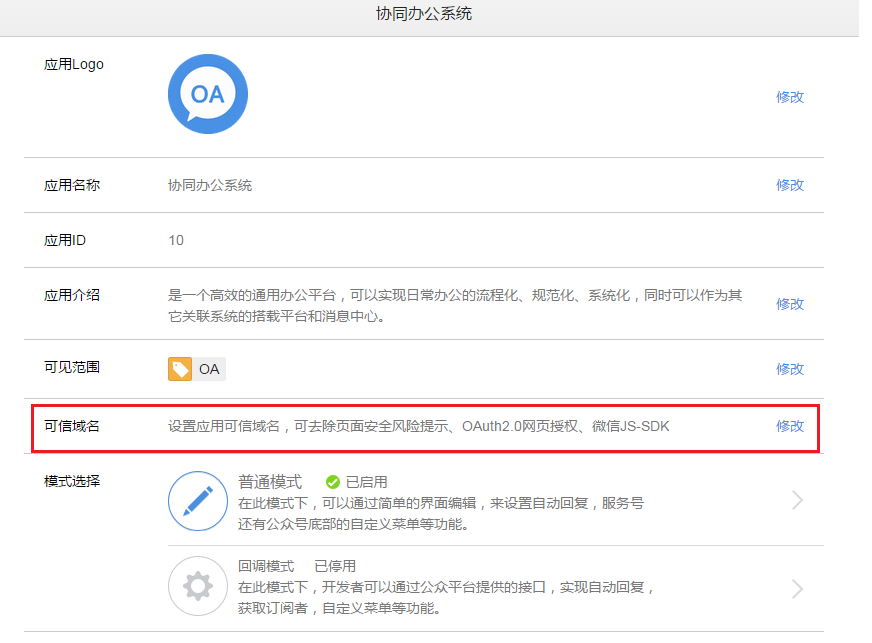 协同办公系统
应用Logo
OA
修改
应用名称 协同办公系统 修改
应用ID 10
应用介绍 是一个高效的通用办公平台，可以实现日常办公的流程化、规范化、系统化，同时可以作为其
它关联系统的搭载平台和消息中心。
修改
可见范围 OA 修改
可信域名 设置应用可信域名，可去除页面安全风险提示、OAuth2.0网页授权、微信JS-SDK 修改
模式选择
普通模式 已启用
在此模式下，可以通过简单的界面编辑，来设置自动回复，服务号
还有公众号底部的自定义菜单等功能。
回调模式 已停用
在此模式下，开发者可以通过公众平台提供的接口，实现自动回复，
获取订阅者，自定义菜单等功能。